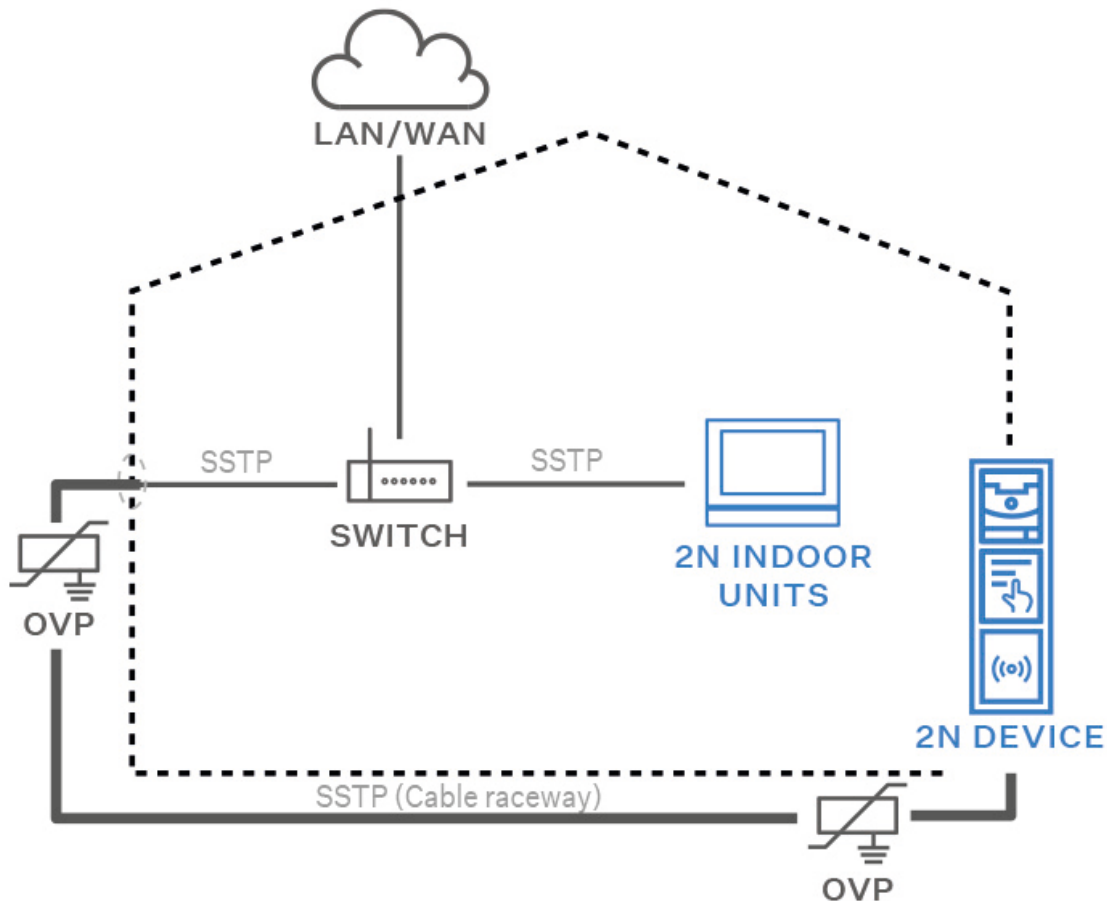 LAN/WAN
SSTP
SSTP
SWITCH
2N INDOOR
UNITS
OVP
2N DEVICE
SSTP (Cable raceway)
OVP